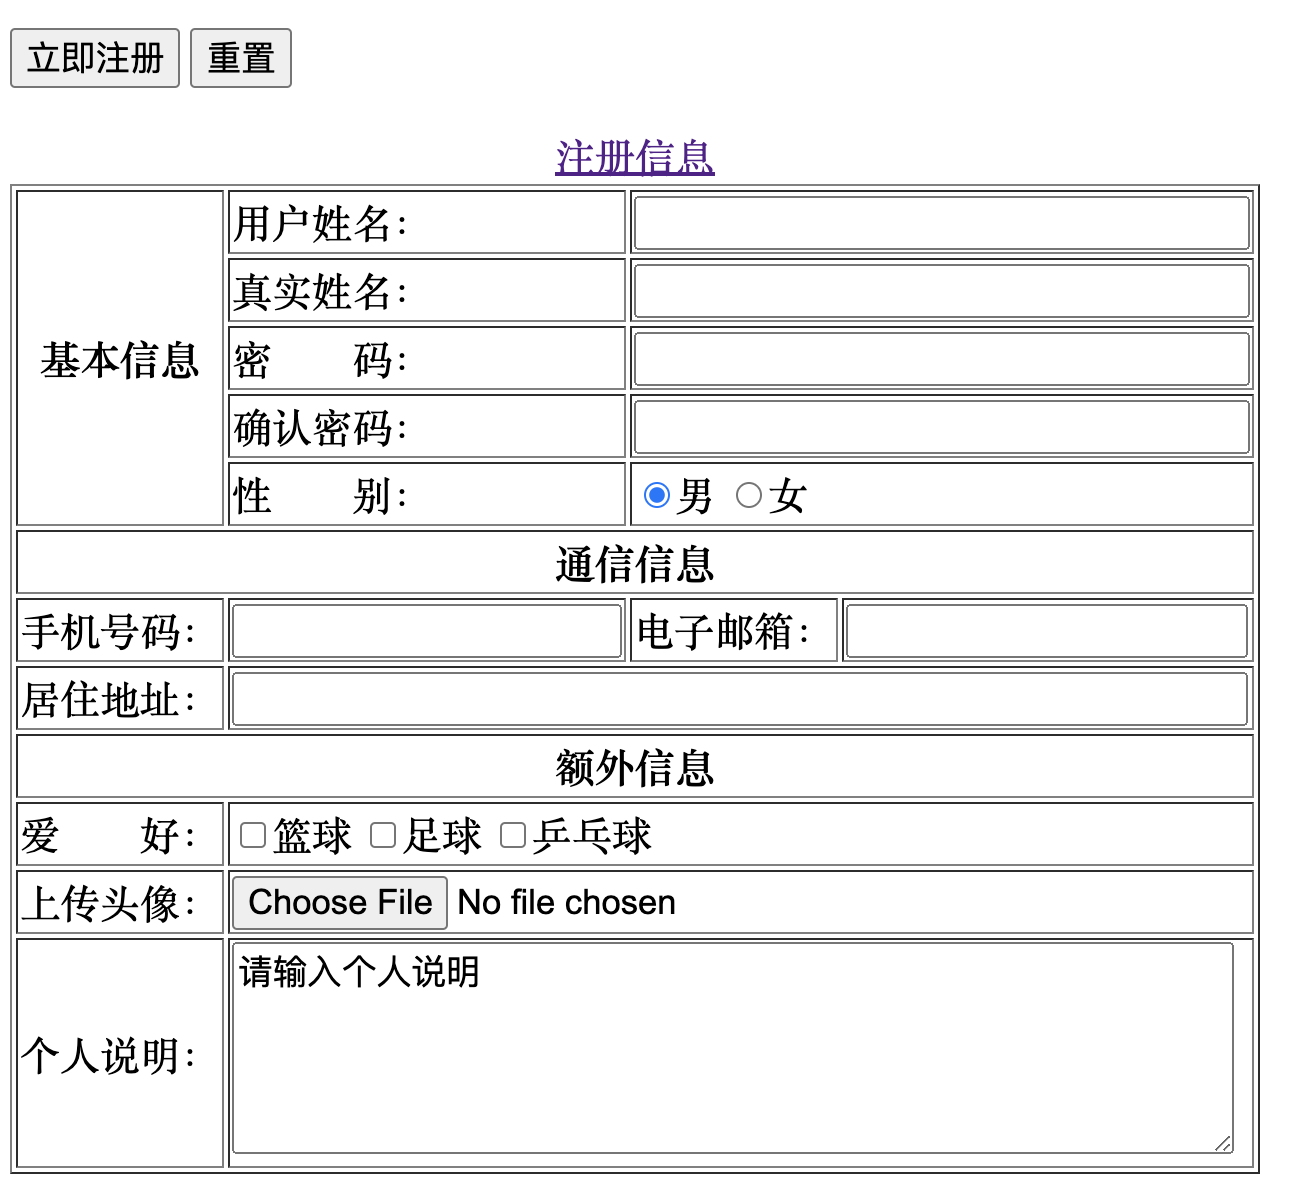 立即注册 重置
注册信息
基本信息
用户姓名：
真实姓名：
密　　码：
确认密码：
性　　别： 男 女
通信信息
手机号码： 电子邮箱：
居住地址：
额外信息
爱　　好： 篮球 足球 乒乓球
上传头像： Choose File No file chosen
个人说明： 请输入个人说明